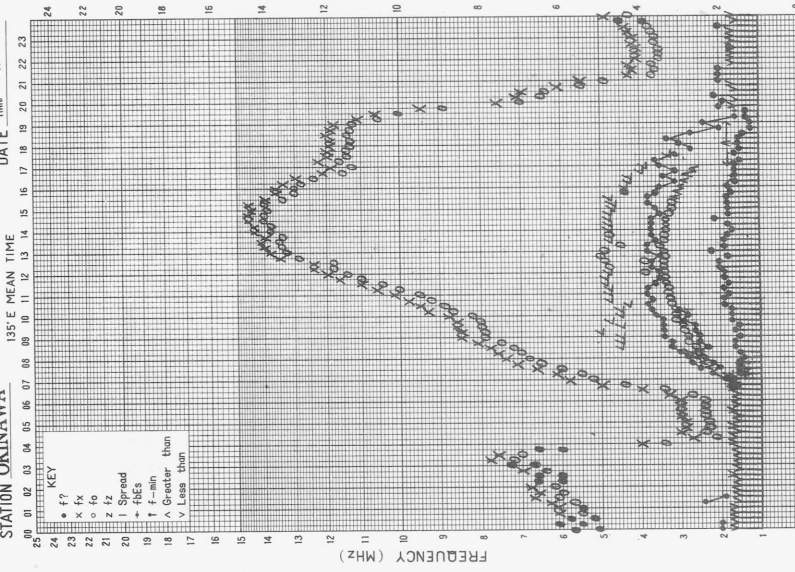 STATION OKINAWA
135°E MEAN TIME
DATE
00 01 02 03 04 05 06 07 08 09 10 11 12 13 14 15 16 17 18 19 20 21 22 23
25
24
23
22
21
20
19
18
17
16
15
14
13
12
11
10
9
8
7
6
5
4
3
2
1
FREQUENCY (MHz)
KEY
f?
x fx
o fo
z fz
| Spread
fbEs
↑ f-min
^ Greater than
v Less than
24
22
20
18
16
14
12
10
8
6
4
2
0